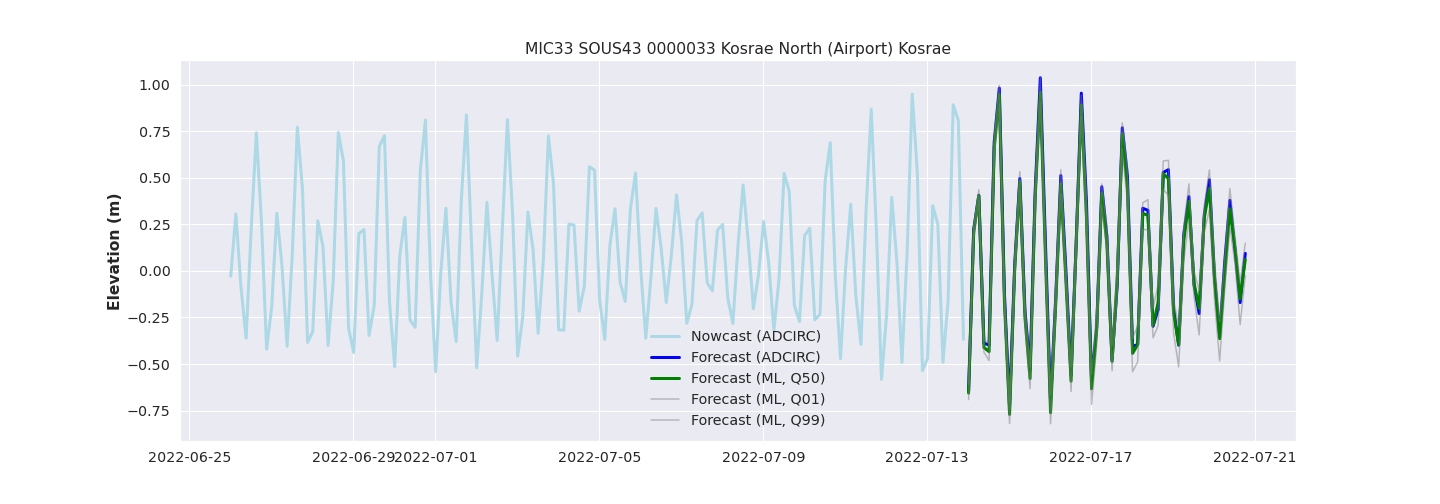 MIC33 SOUS43 0000033 Kosrae North (Airport) Kosrae
Elevation (m)
1.00
0.75
0.50
0.25
0.00
−0.25
−0.50
−0.75
Nowcast (ADCIRC)
Forecast (ADCIRC)
Forecast (ML, Q50)
Forecast (ML, Q01)
Forecast (ML, Q99)
2022-06-25 2022-06-29 2022-07-01 2022-07-05 2022-07-09 2022-07-13 2022-07-17 2022-07-21